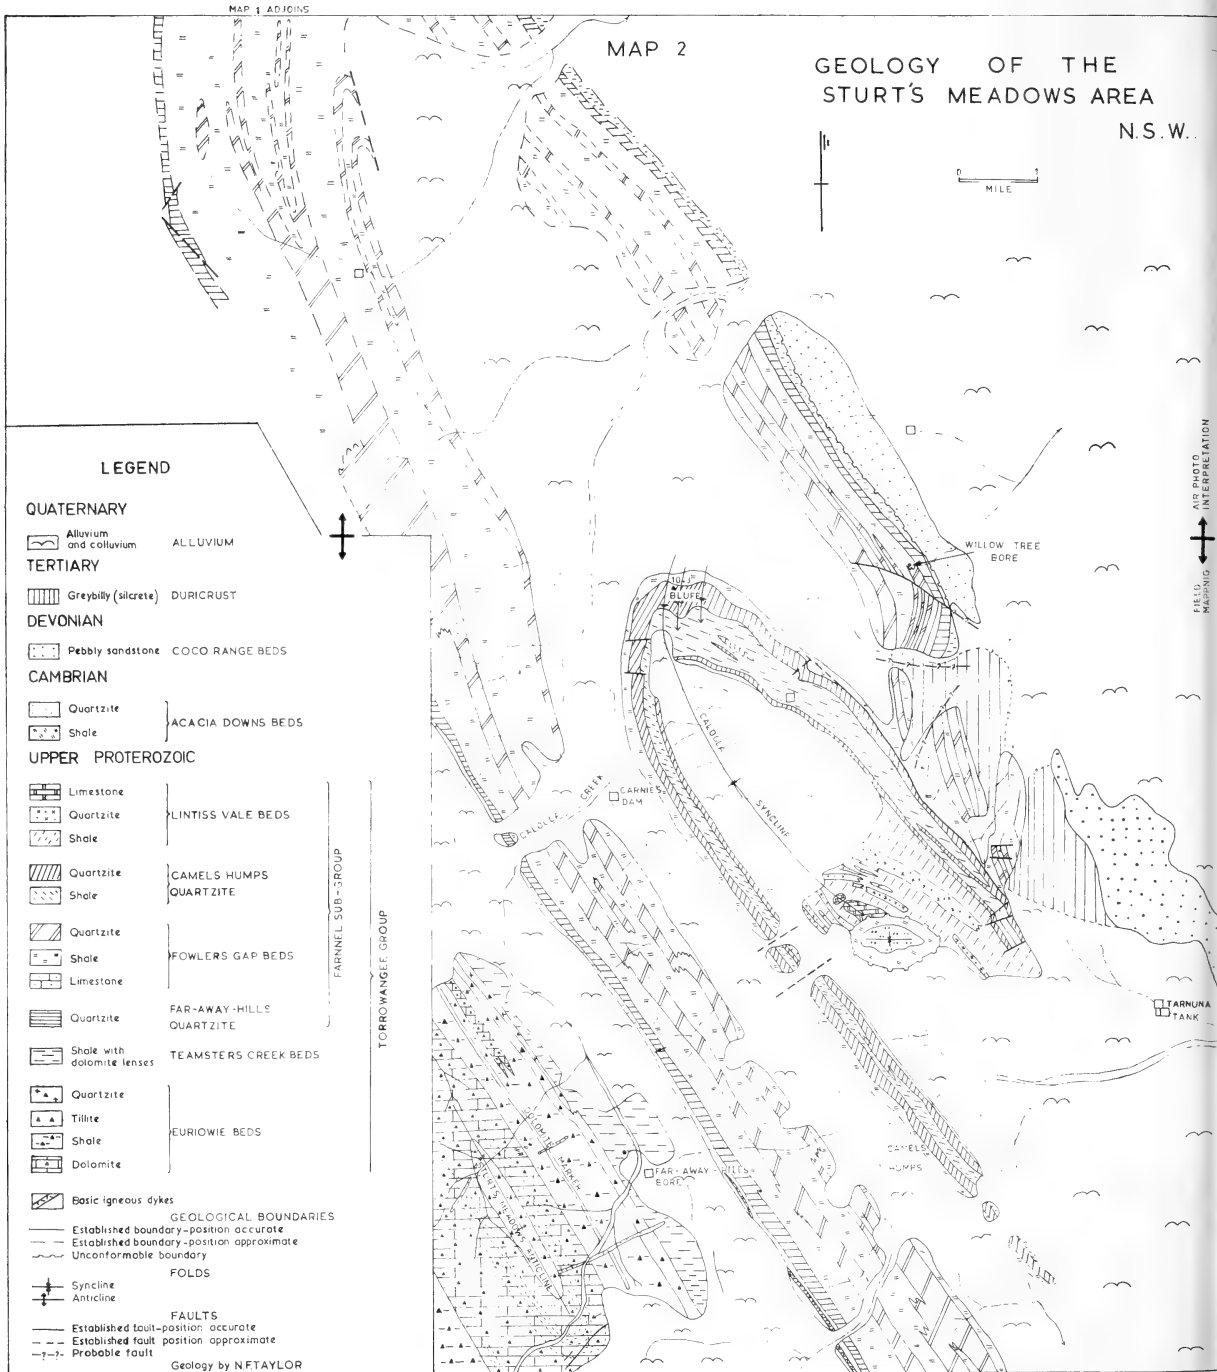 MAP 1 ADJOINS
MAP 2
GEOLOGY OF THE
STURT'S MEADOWS AREA
N.S.W.
0 1
MILE
AIR PHOTO
INTERPRETATION
FIELD
MAPPNIG
WILLOW TREE
BORE
BLUFF
CALOOLA
SYNCLINE
CREEK
CARNIES
DAM
TARNUNA
TANK
CAMELS
HUMPS
FAR-AWAY-HILLS
BORE
DOLOMITE
MARKER
ANTICLINE
LEGEND
QUATERNARY
Alluvium
and colluvium ALLUVIUM
TERTIARY
Greybilly (silcrete) DURICRUST
DEVONIAN
Pebbly sandstone COCO RANGE BEDS
CAMBRIAN
Quartzite
Shale
ACACIA DOWNS BEDS
UPPER PROTEROZOIC
Limestone
Quartzite
Shale
LINTISS VALE BEDS
Quartzite
Shale
CAMELS HUMPS
QUARTZITE
Quartzite
Shale
Limestone
FOWLERS GAP BEDS
Quartzite
FAR-AWAY-HILLS
QUARTZITE
FARNNEL SUB-GROUP
Shale with
dolomite lenses TEAMSTERS CREEK BEDS
Quartzite
Tillite
Shale
Dolomite
EURIOWIE BEDS
TORROWANGEE GROUP
Basic igneous dykes
GEOLOGICAL BOUNDARIES
Established boundary-position accurate
Established boundary-position approximate
Unconformable boundary
FOLDS
Syncline
Anticline
FAULTS
Established fault-position accurate
Established fault position approximate
Probable fault
Geology by N.F.TAYLOR